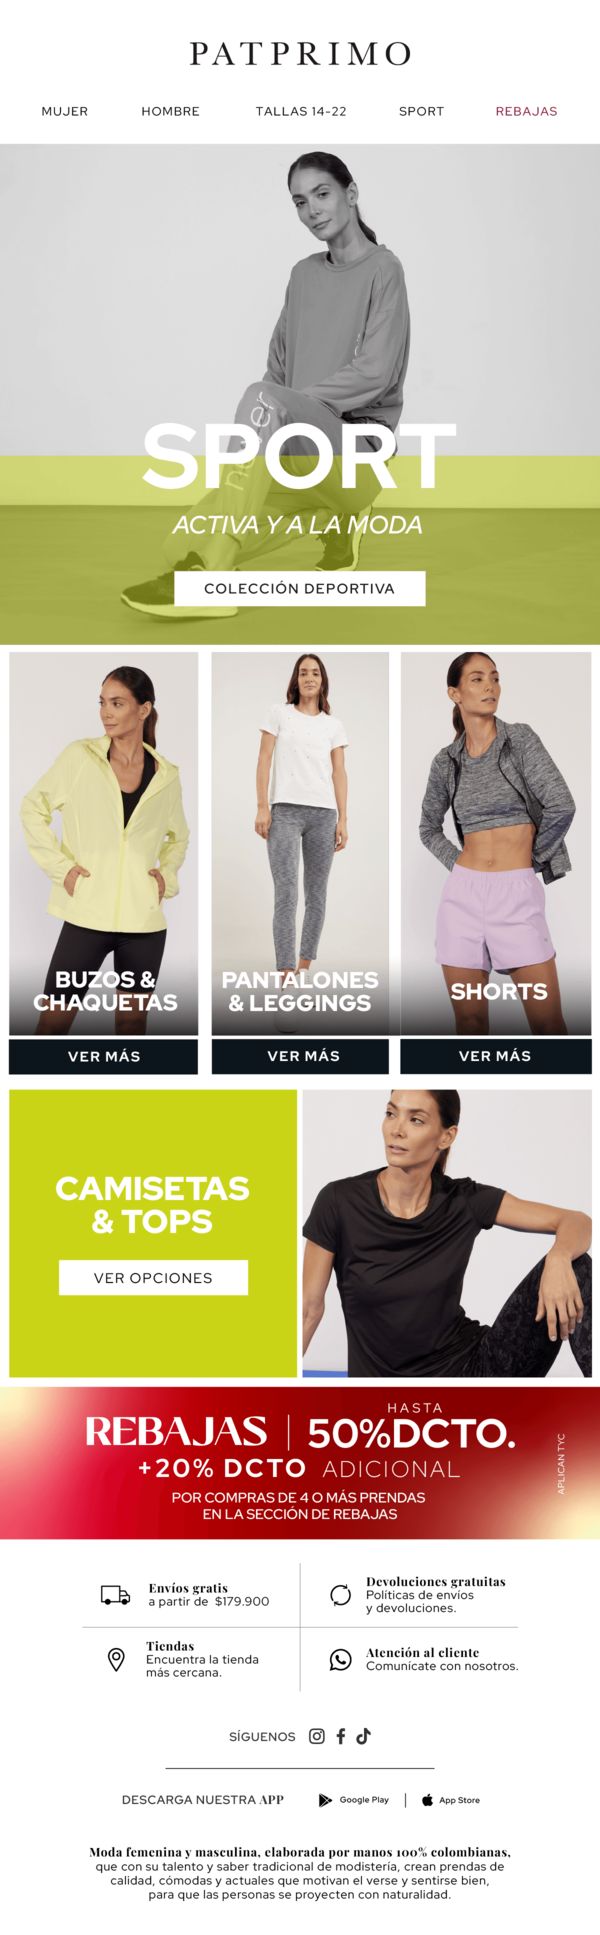 PATPRIMO
MUJER HOMBRE TALLAS 14-22 SPORT REBAJAS
never
SPORT
ACTIVA Y A LA MODA
COLECCIÓN DEPORTIVA
BUZOS &
CHAQUETAS
VER MÁS
PANTALONES
& LEGGINGS
VER MÁS
SHORTS
VER MÁS
CAMISETAS
& TOPS
VER OPCIONES
REBAJAS | HASTA
50%DCTO.
+20% DCTO ADICIONAL
POR COMPRAS DE 4 O MÁS PRENDAS
EN LA SECCIÓN DE REBAJAS
APLICAN TYC
Envíos gratis
a partir de $179.900
Devoluciones gratuitas
Políticas de envíos
y devoluciones.
Tiendas
Encuentra la tienda
más cercana.
Atención al cliente
Comunícate con nosotros.
SÍGUENOS
DESCARGA NUESTRA APP Google Play | App Store
Moda femenina y masculina, elaborada por manos 100% colombianas,
que con su talento y saber tradicional de modistería, crean prendas de
calidad, cómodas y actuales que motivan el verse y sentirse bien,
para que las personas se proyecten con naturalidad.